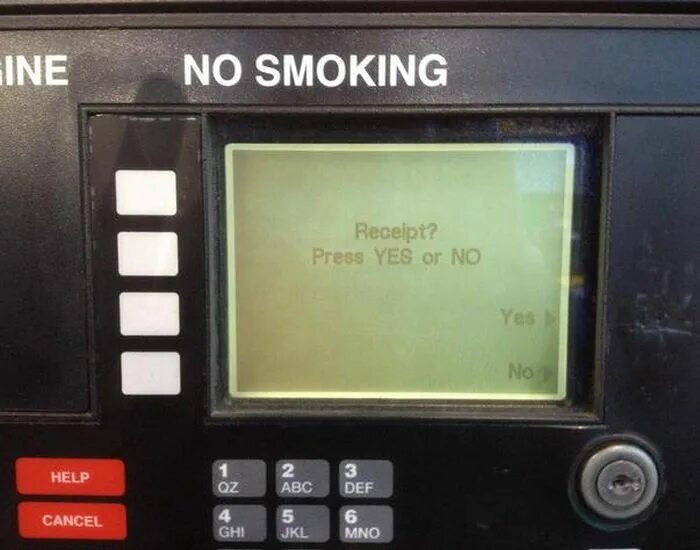 GINE NO SMOKING
Receipt?
Press YES or NO
Yes
No
HELP
CANCEL
1 QZ
2 ABC
3 DEF
4 GHI
5 JKL
6 MNO